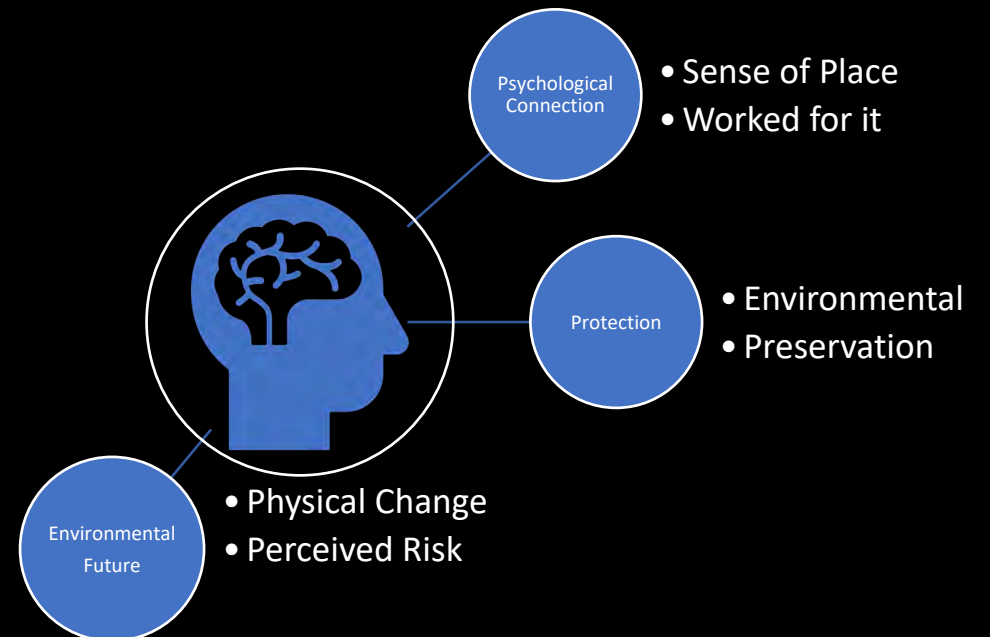 Psychological
Connection
• Sense of Place
• Worked for it
Protection
• Environmental
• Preservation
Environmental
Future
• Physical Change
• Perceived Risk